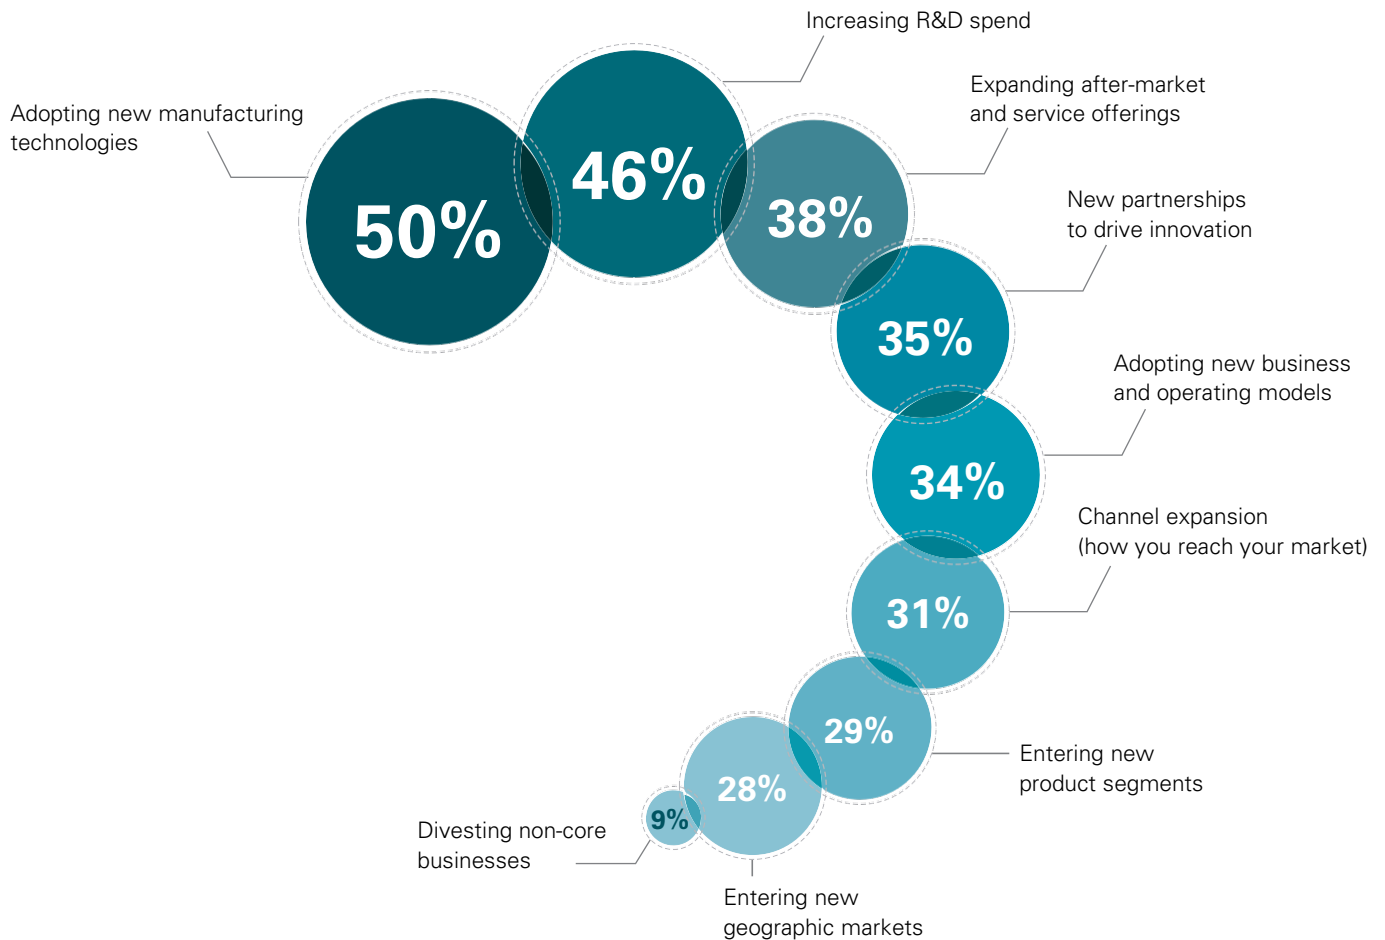 Increasing R&D spend
Expanding after-market
and service offerings
Adopting new manufacturing
technologies
46%
50%
38%
New partnerships
to drive innovation
35%
Adopting new business
and operating models
34%
Channel expansion
(how you reach your market)
31%
29%
Entering new
product segments
28%
9%
Divesting non-core
businesses
Entering new
geographic markets